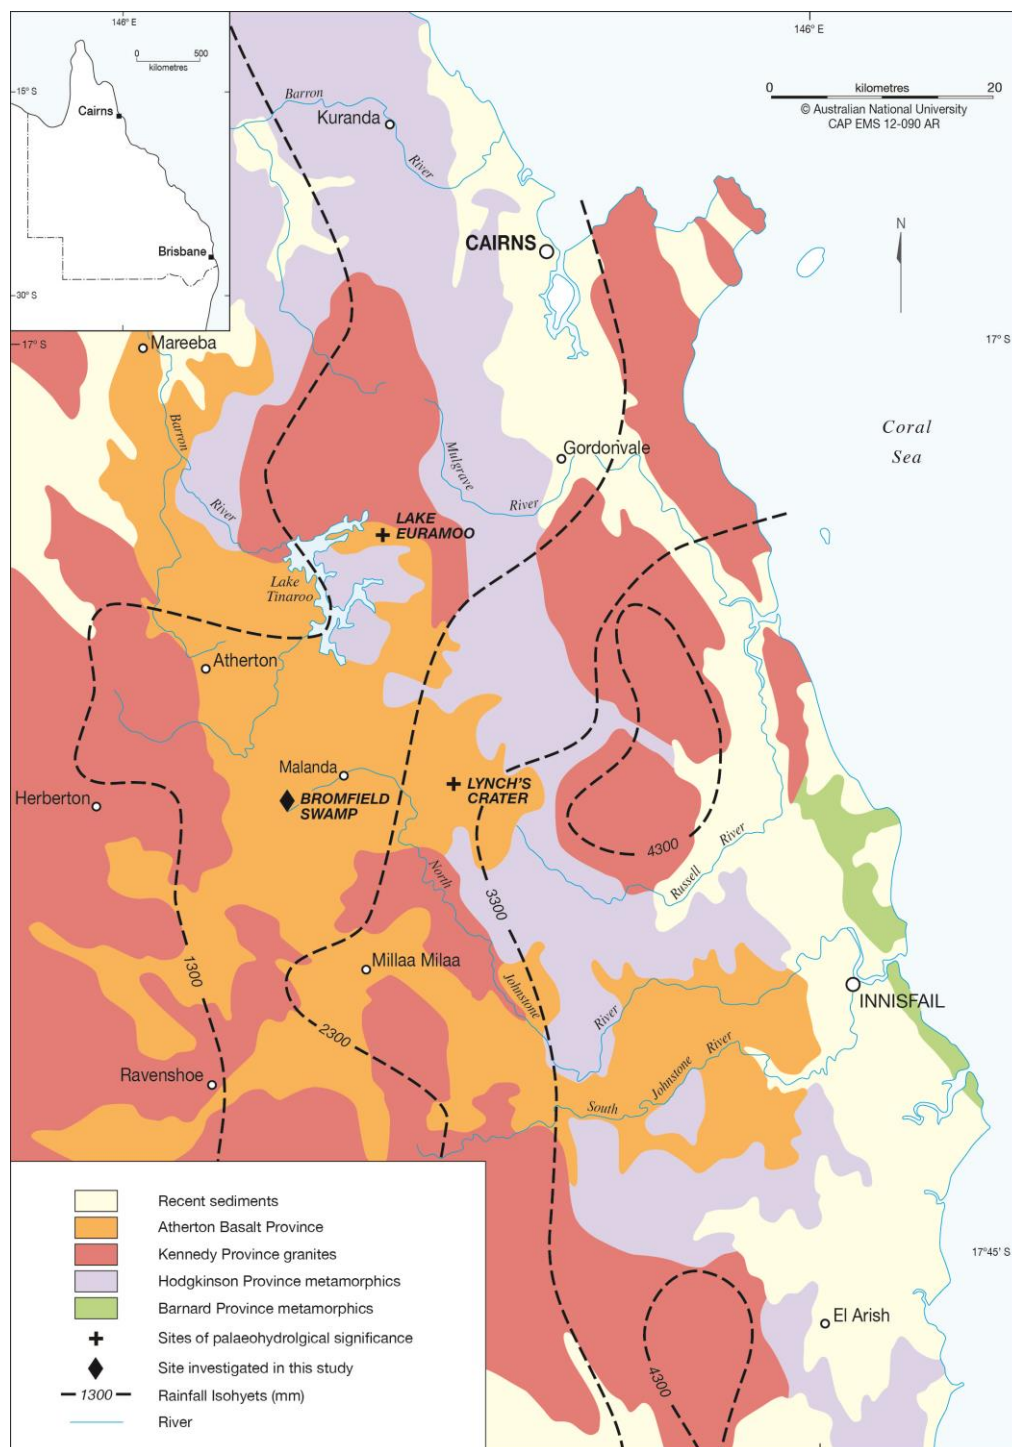 146° E
0 500
kilometres
15° S
Cairns
Brisbane
30° S
146° E
0 kilometres 20
© Australian National University
CAP EMS 12-090 AR
N
Barron
Kuranda
River
CAIRNS
17° S
17° S
Mareeba
Coral
Sea
Barron
River
Mulgrave
River
Gordonvale
LAKE
EURAMOO
Lake
Tinaroo
Atherton
Malanda
BROMFIELD
SWAMP
LYNCH'S
CRATER
Herberton
4300
Russell
River
North
3300
Johnstone
River
1300
Millaa Milaa
2300
INNISFAIL
Ravenshoe
South
Johnstone
River
17°45' S
El Arish
4300
Recent sediments
Atherton Basalt Province
Kennedy Province granites
Hodgkinson Province metamorphics
Barnard Province metamorphics
Sites of palaeohydrolgical significance
Site investigated in this study
1300 Rainfall Isohyets (mm)
River